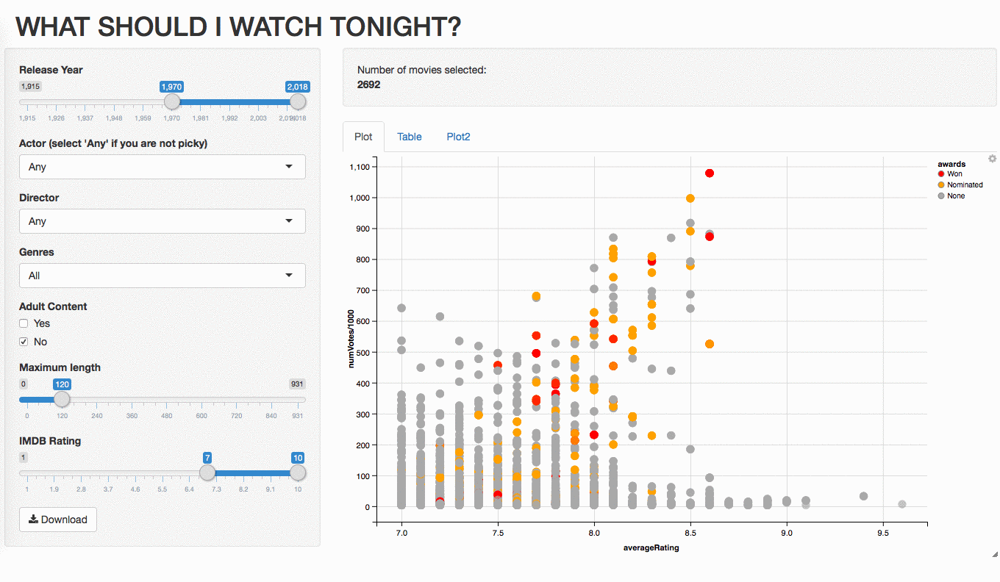 WHAT SHOULD I WATCH TONIGHT?
Release Year
1,915 1,970 2,018
1,915 1,926 1,937 1,948 1,959 1,970 1,981 1,992 2,003 2,018
Actor (select 'Any' if you are not picky)
Any
Director
Any
Genres
All
Adult Content
Yes
No
Maximum length
0 120 931
0 120 240 360 480 600 720 840 931
IMDB Rating
1 7 10
1 1.9 2.8 3.7 4.6 5.5 6.4 7.3 8.2 9.1 10
Download
Number of movies selected:
2692
Plot Table Plot2
1,100
1,000
900
800
700
600
500
400
300
200
100
0
numVotes/1000
7.0 7.5 8.0 8.5 9.0 9.5
averageRating
awards
Won
Nominated
None